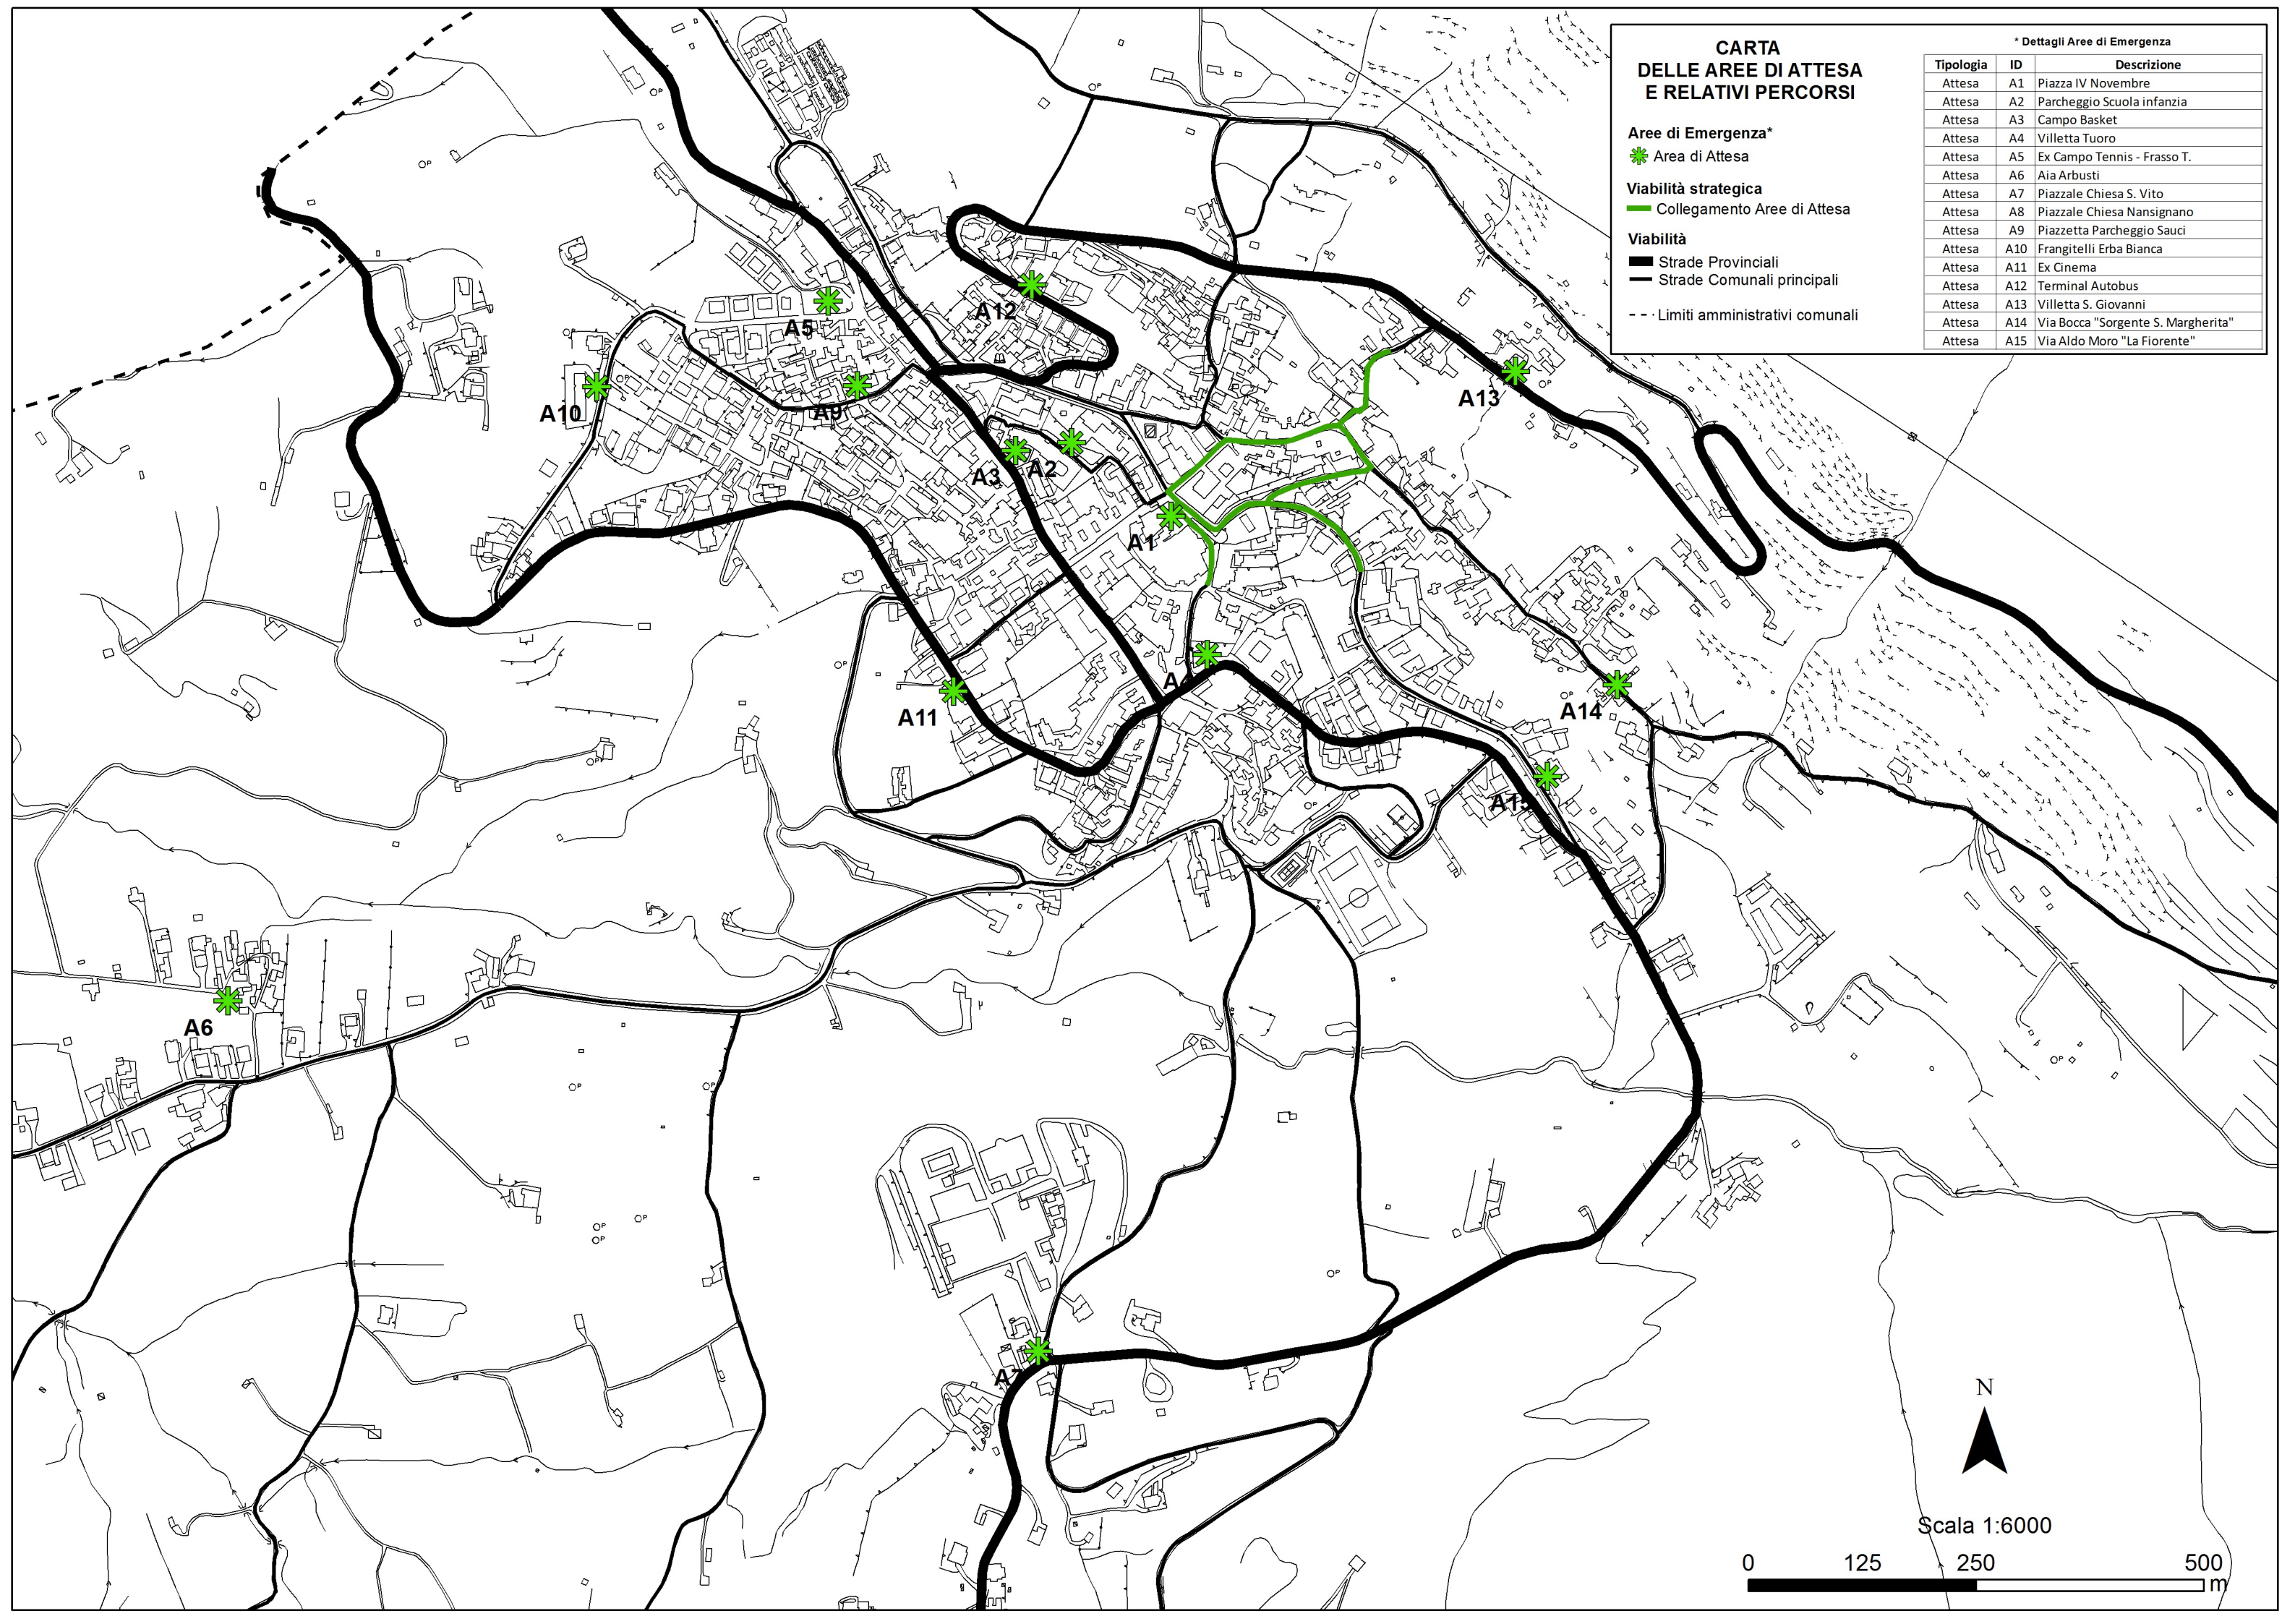 CARTA
DELLE AREE DI ATTESA
E RELATIVI PERCORSI
Aree di Emergenza*
Area di Attesa
Viabilità strategica
Collegamento Aree di Attesa
Viabilità
Strade Provinciali
Strade Comunali principali
Limiti amministrativi comunali
* Dettagli Aree di Emergenza
Tipologia ID Descrizione
Attesa A1 Piazza IV Novembre
Attesa A2 Parcheggio Scuola infanzia
Attesa A3 Campo Basket
Attesa A4 Villetta Tuoro
Attesa A5 Ex Campo Tennis - Frasso T.
Attesa A6 Aia Arbusti
Attesa A7 Piazzale Chiesa S. Vito
Attesa A8 Piazzale Chiesa Nansignano
Attesa A9 Piazzetta Parcheggio Sauci
Attesa A10 Frangitelli Erba Bianca
Attesa A11 Ex Cinema
Attesa A12 Terminal Autobus
Attesa A13 Villetta S. Giovanni
Attesa A14 Via Bocca "Sorgente S. Margherita"
Attesa A15 Via Aldo Moro "La Fiorente"
A12
A5
A10
A9
A13
A3
A2
A1
A4
A11
A14
A15
A6
A7
N
Scala 1:6000
0 125 250 500
m